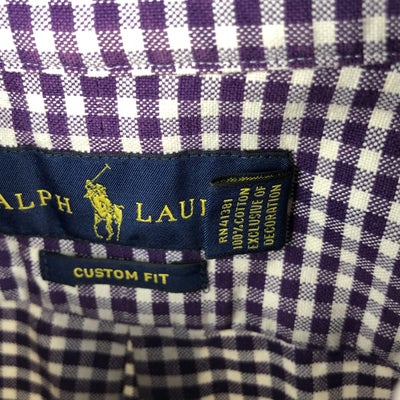 ALPH LAU
RN41381
100%COTTON
EXCLUSIVE OF
DECORATION
CUSTOM FIT